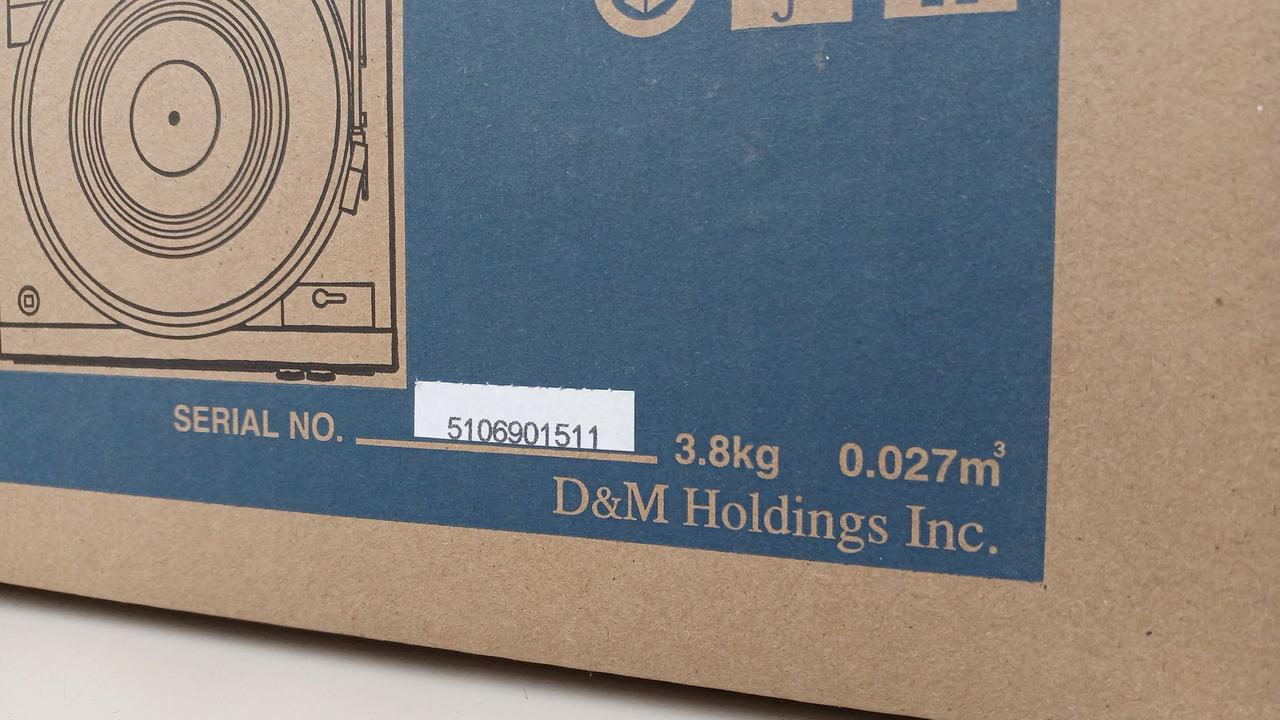 SERIAL NO. 5106901511 3.8kg 0.027m³
D&M Holdings Inc.